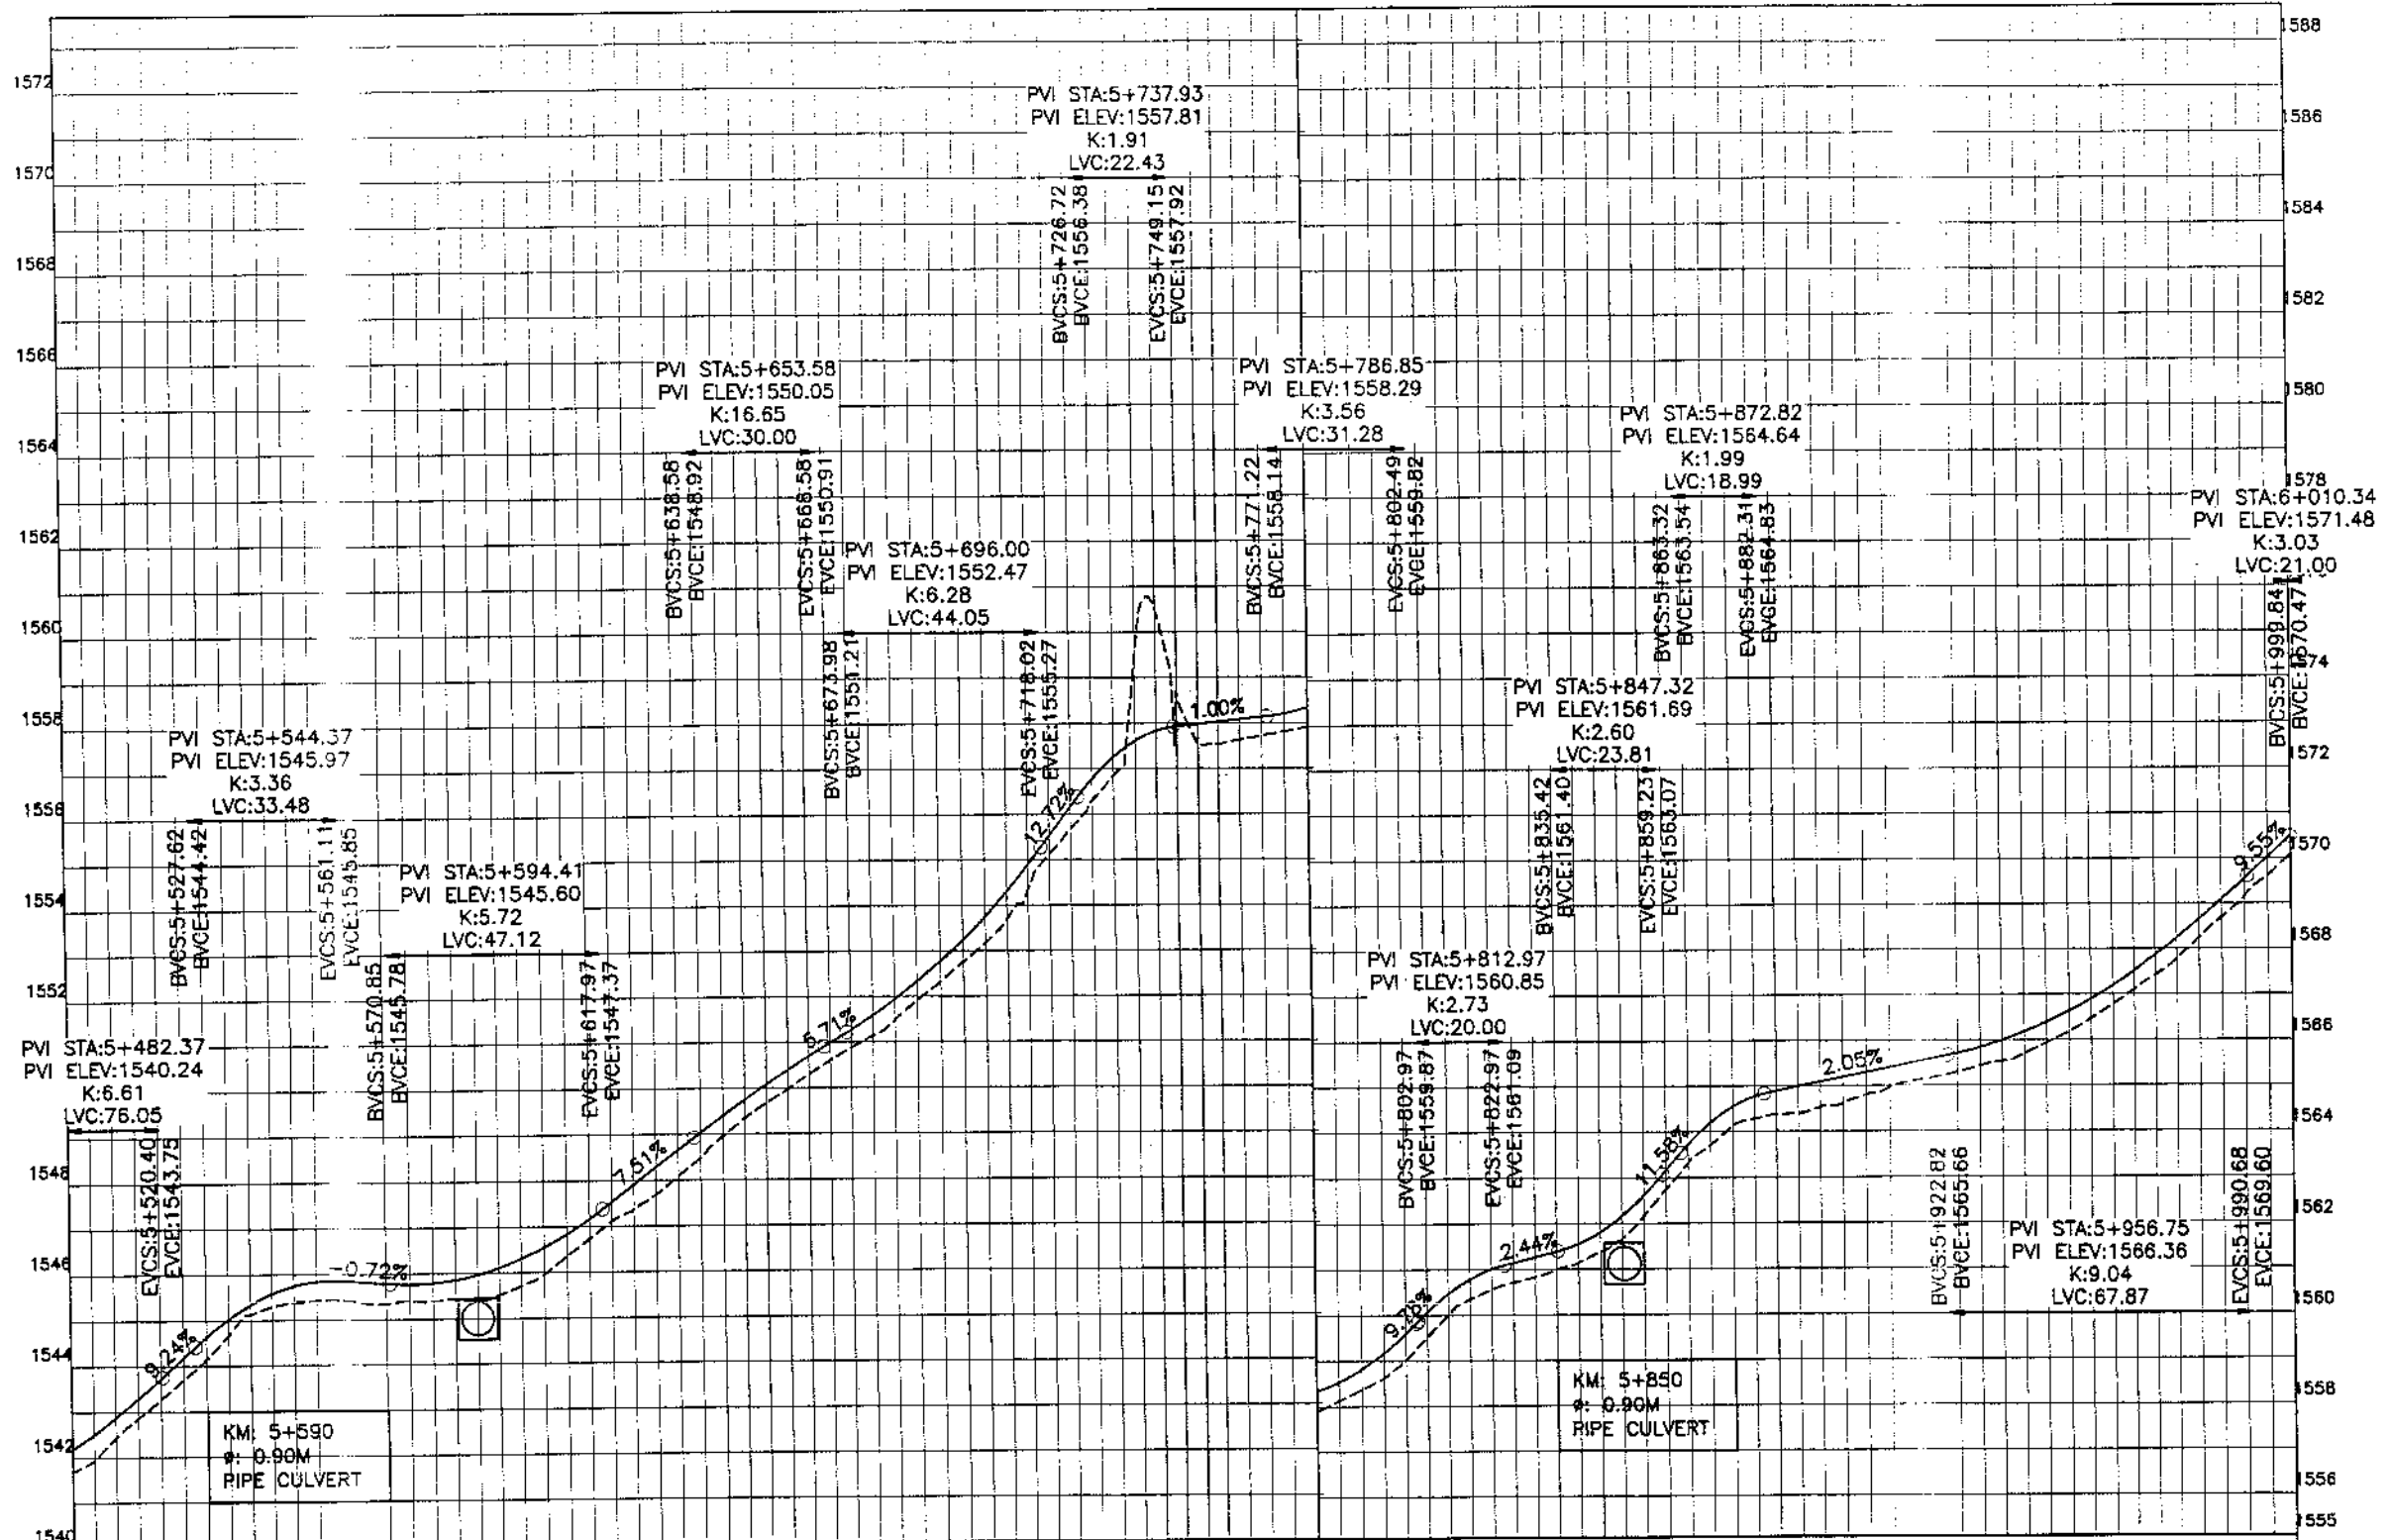 1572
1570
1568
1566
1564
1562
1560
1558
1556
1554
1552
1548
1546
1544
1542
1540
PVI STA:5+482.37
PVI ELEV:1540.24
K:6.61
LVC:76.05
EVCS:5+520.40
EVCE:1543.75
9.24%
PVI STA:5+544.37
PVI ELEV:1545.97
K:3.36
LVC:33.48
BVCS:5+527.62
BVCE:1544.42
EVCS:5+561.11
EVCE:1545.85
-0.72%
PVI STA:5+594.41
PVI ELEV:1545.60
K:5.72
LVC:47.12
BVCS:5+570.85
BVCE:1545.78
EVCS:5+617.97
EVCE:1547.37
7.51%
KM: 5+590
ø: 0.90M
PIPE CULVERT
PVI STA:5+653.58
PVI ELEV:1550.05
K:16.65
LVC:30.00
BVCS:5+638.58
BVCE:1548.92
EVCS:5+668.58
EVCE:1550.91
5.71%
PVI STA:5+696.00
PVI ELEV:1552.47
K:6.28
LVC:44.05
BVCS:5+673.98
BVCE:1551.21
EVCS:5+718.02
EVCE:1555.27
12.72%
PVI STA:5+737.93
PVI ELEV:1557.81
K:1.91
LVC:22.43
BVCS:5+726.72
BVCE:1556.38
EVCS:5+749.15
EVCE:1557.92
1.00%
PVI STA:5+786.85
PVI ELEV:1558.29
K:3.56
LVC:31.28
BVCS:5+771.22
BVCE:1558.14
EVCS:5+802.49
EVCE:1559.82
PVI STA:5+812.97
PVI ELEV:1560.85
K:2.73
LVC:20.00
BVCS:5+802.97
BVCE:1559.87
EVCS:5+822.97
EVCE:1561.09
2.44%
PVI STA:5+847.32
PVI ELEV:1561.69
K:2.60
LVC:23.81
BVCS:5+835.42
BVCE:1561.40
EVCS:5+859.23
EVCE:1563.07
11.58%
KM: 5+850
ø: 0.90M
PIPE CULVERT
PVI STA:5+872.82
PVI ELEV:1564.64
K:1.99
LVC:18.99
BVCS:5+863.32
BVCE:1563.54
EVCS:5+882.31
EVCE:1564.83
2.05%
PVI STA:5+956.75
PVI ELEV:1566.36
K:9.04
LVC:67.87
BVCS:5+922.82
BVCE:1565.66
EVCS:5+990.68
EVCE:1569.60
9.55%
PVI STA:6+010.34
PVI ELEV:1571.48
K:3.03
LVC:21.00
BVCS:5+999.84
BVCE:1570.47
1588
1586
1584
1582
1580
1578
1574
1572
1570
1568
1566
1564
1562
1560
1558
1556
1555